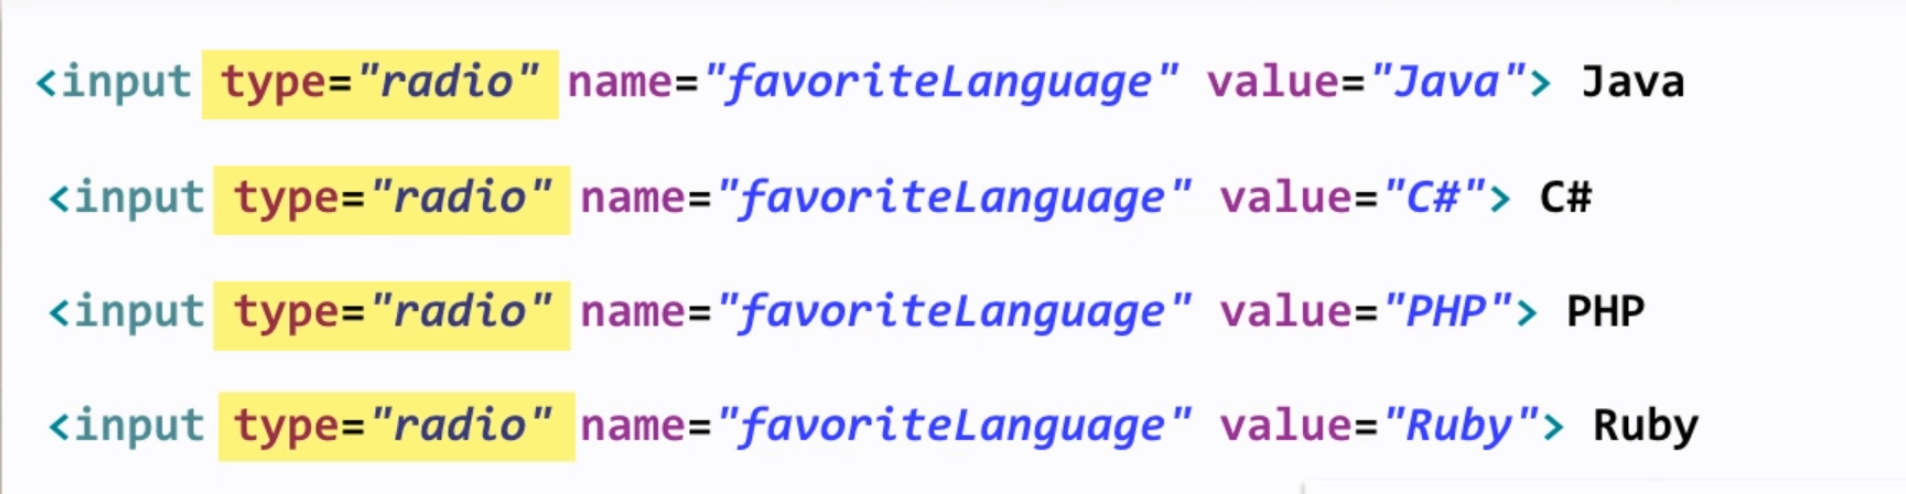 <input type="radio" name="favoriteLanguage" value="Java"> Java
<input type="radio" name="favoriteLanguage" value="C#"> C#
<input type="radio" name="favoriteLanguage" value="PHP"> PHP
<input type="radio" name="favoriteLanguage" value="Ruby"> Ruby